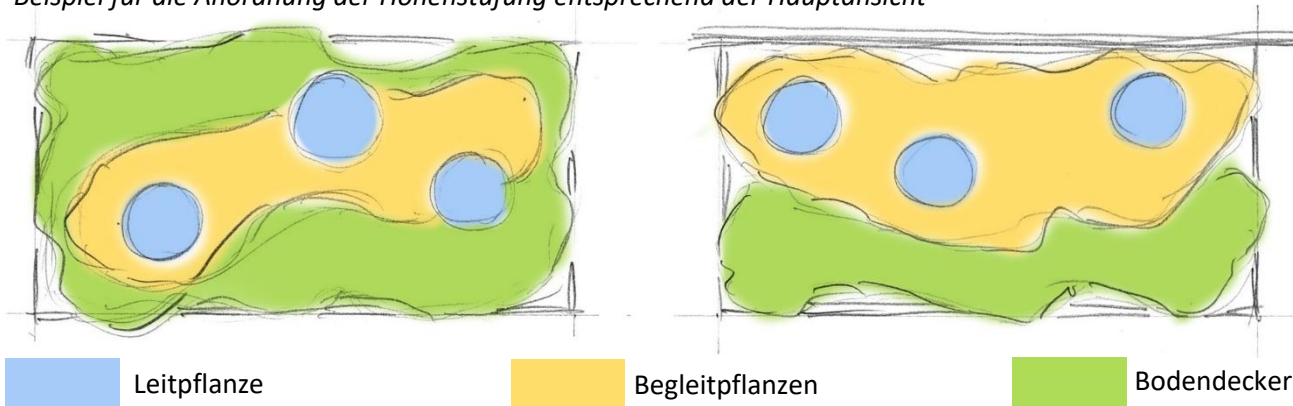 Beispiel für die Anordnung der Höhenstufung entsprechend der Hauptansicht
Leitpflanze
Begleitpflanzen
Bodendecker